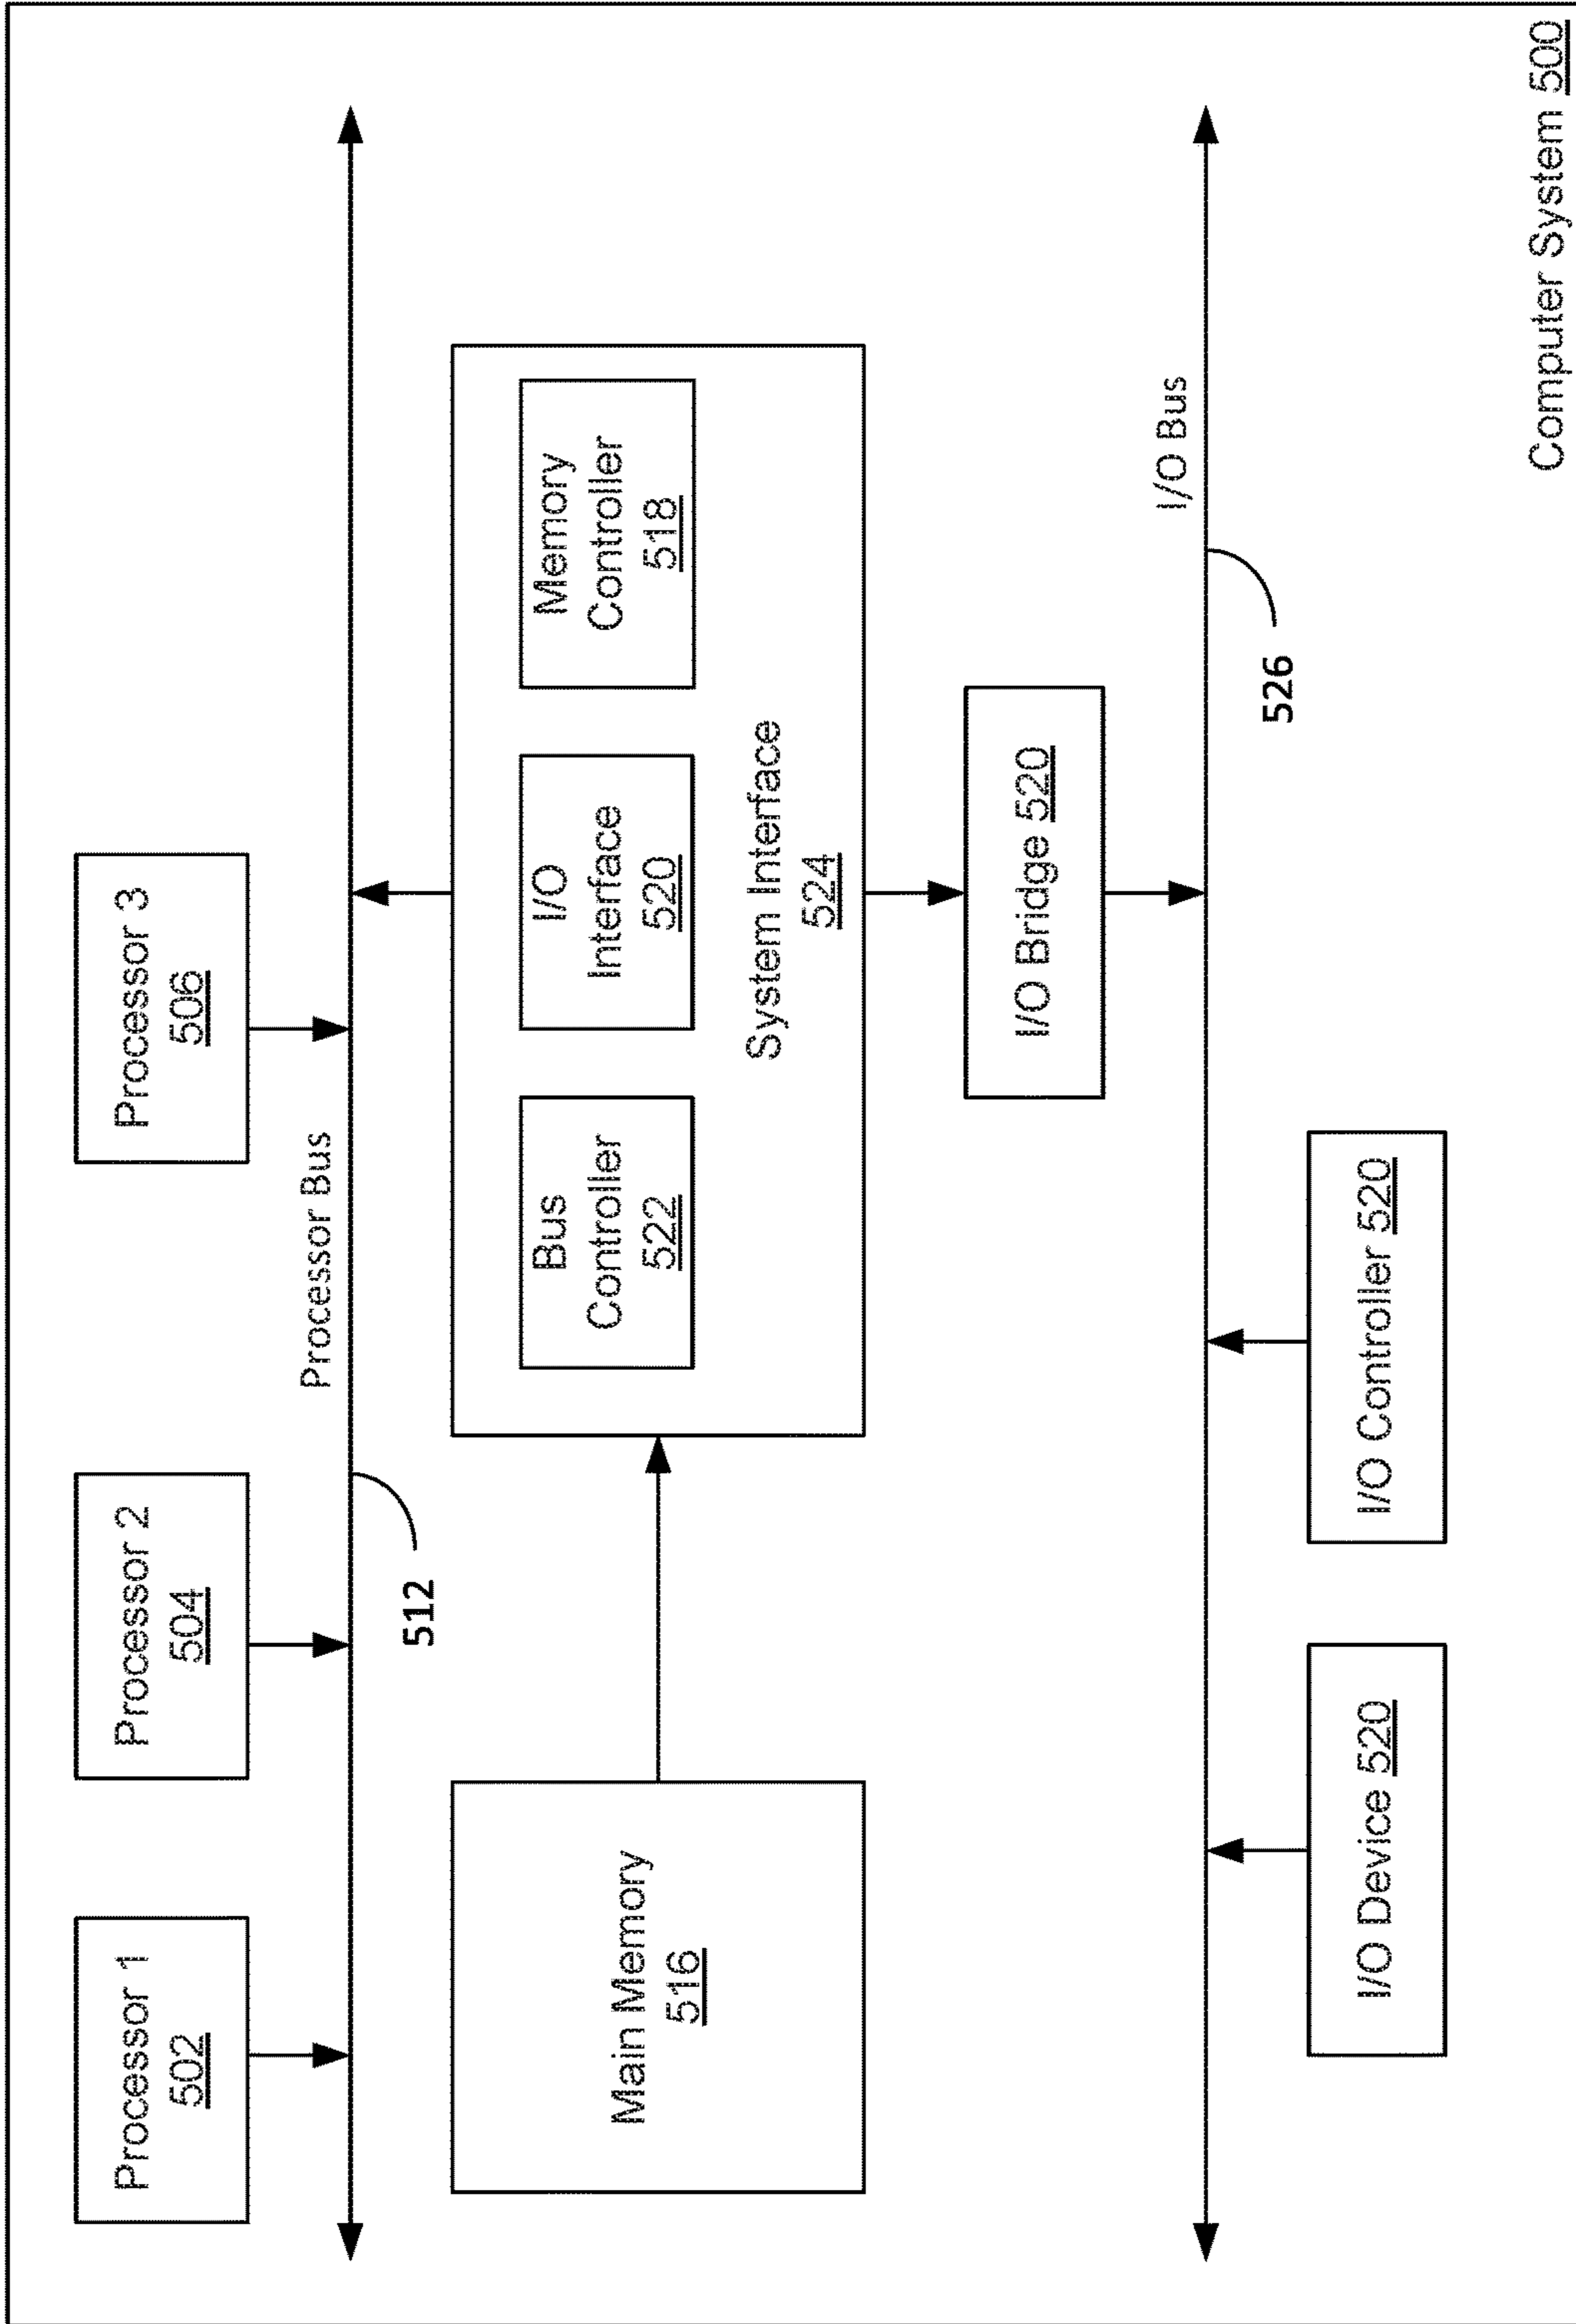 Processor 1
502
Processor 2
504
Processor 3
506
Processor Bus
512
Main Memory
516
Bus
Controller
522
I/O
Interface
520
Memory
Controller
518
System Interface
524
I/O Bridge 520
I/O Bus
526
I/O Device 520
I/O Controller 520
Computer System 500